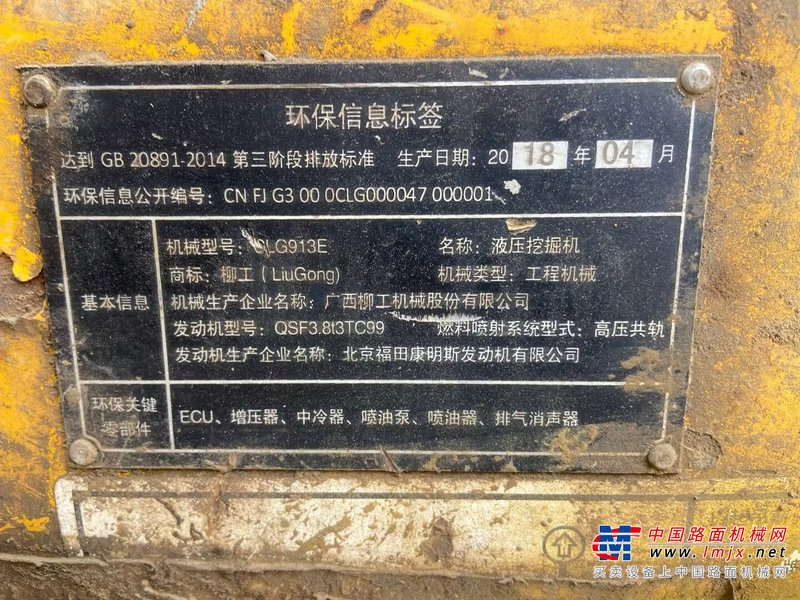 环保信息标签
达到 GB 20891-2014 第三阶段排放标准 生产日期：2018年04月
环保信息公开编号：CN FJ G3 00 0CLG000047 000001
基本信息
机械型号：CLG913E 名称：液压挖掘机
商标：柳工（LiuGong） 机械类型：工程机械
机械生产企业名称：广西柳工机械股份有限公司
发动机型号：QSF3.8t3TC99 燃料喷射系统型式：高压共轨
发动机生产企业名称：北京福田康明斯发动机有限公司
环保关键
零部件
ECU、增压器、中冷器、喷油泵、喷油器、排气消声器
中国路面机械网
www.lmjx.net
买卖设备上中国路面机械网